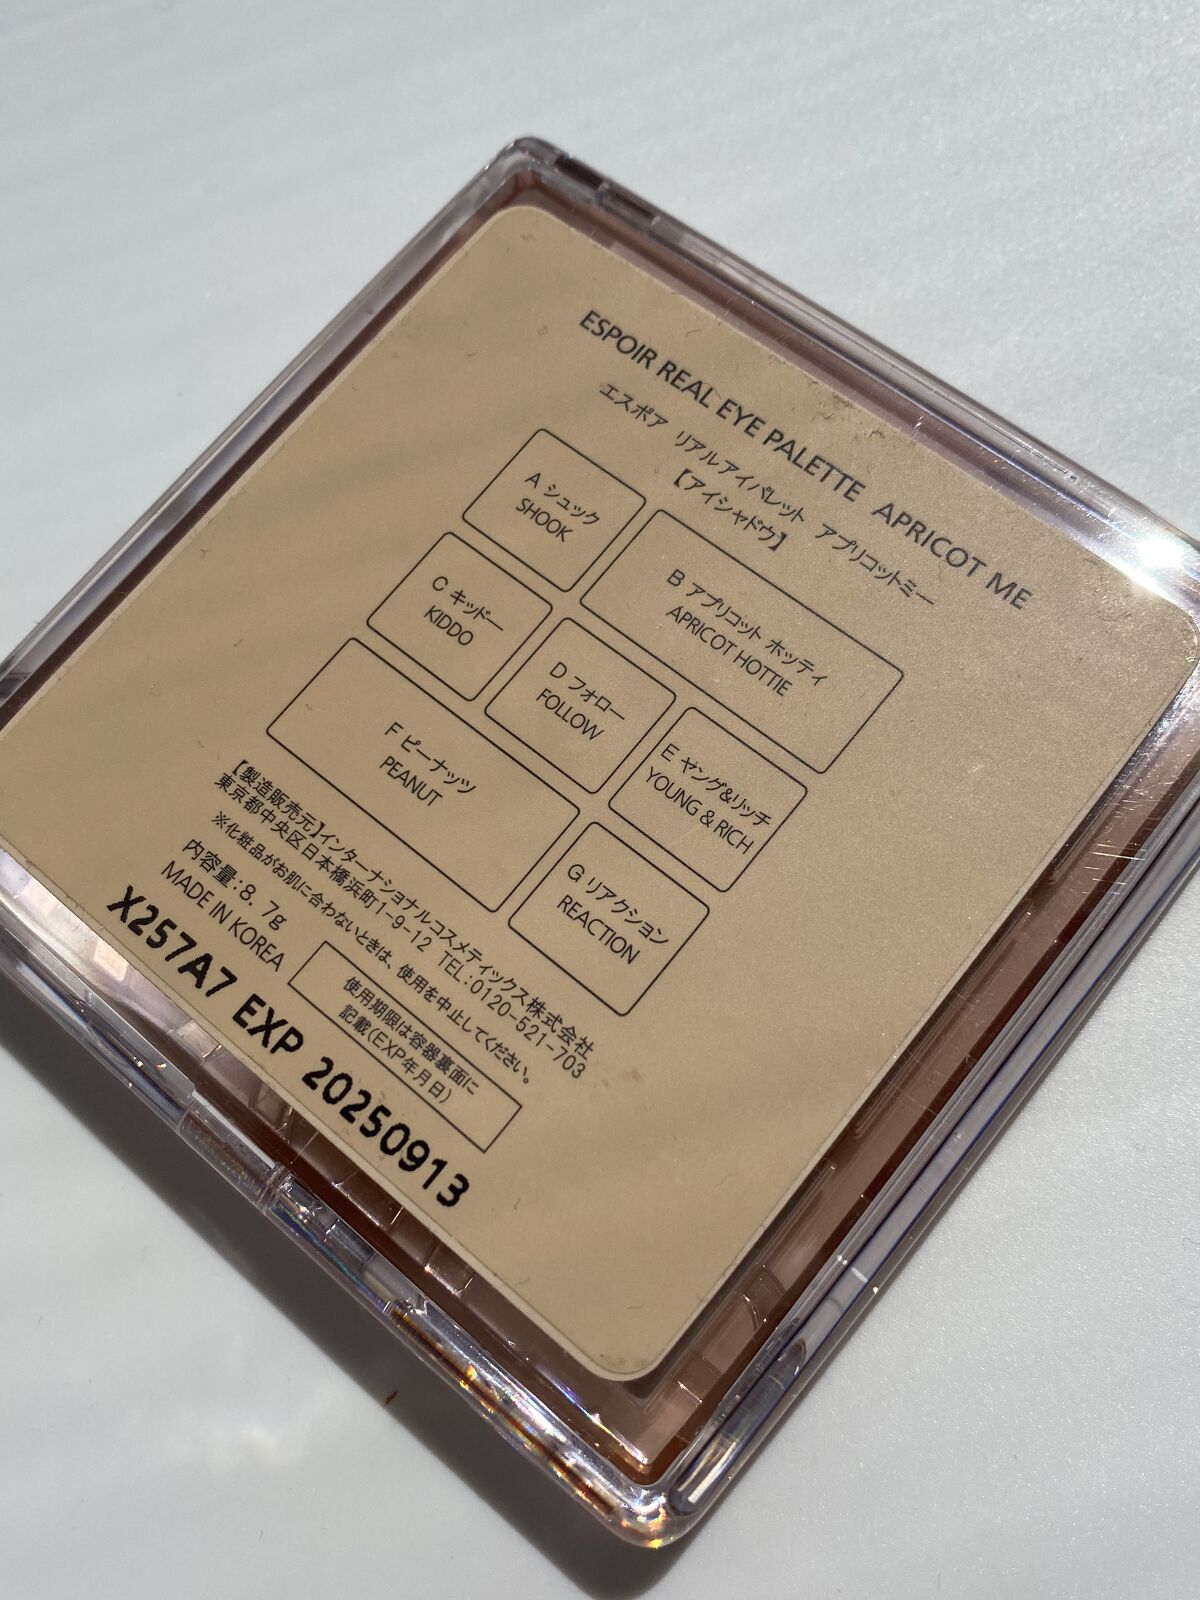 ESPOIR REAL EYE PALETTE APRICOT ME
エスポア リアルアイパレット アプリコットミー
【アイシャドウ】
A シュック
SHOOK
B アプリコット ホッティ
APRICOT HOTTIE
C キッドー
KIDDO
D フォロー
FOLLOW
E ヤング&リッチ
YOUNG & RICH
F ピーナッツ
PEANUT
G リアクション
REACTION
【製造販売元】インターナショナルコスメティックス株式会社
東京都中央区日本橋浜町1-9-12 TEL:0120-521-703
※化粧品がお肌に合わないときは、使用を中止してください。
内容量:8.7g
MADE IN KOREA
使用期限は容器裏面に
記載(EXP年月日)
X257A7 EXP 20250913